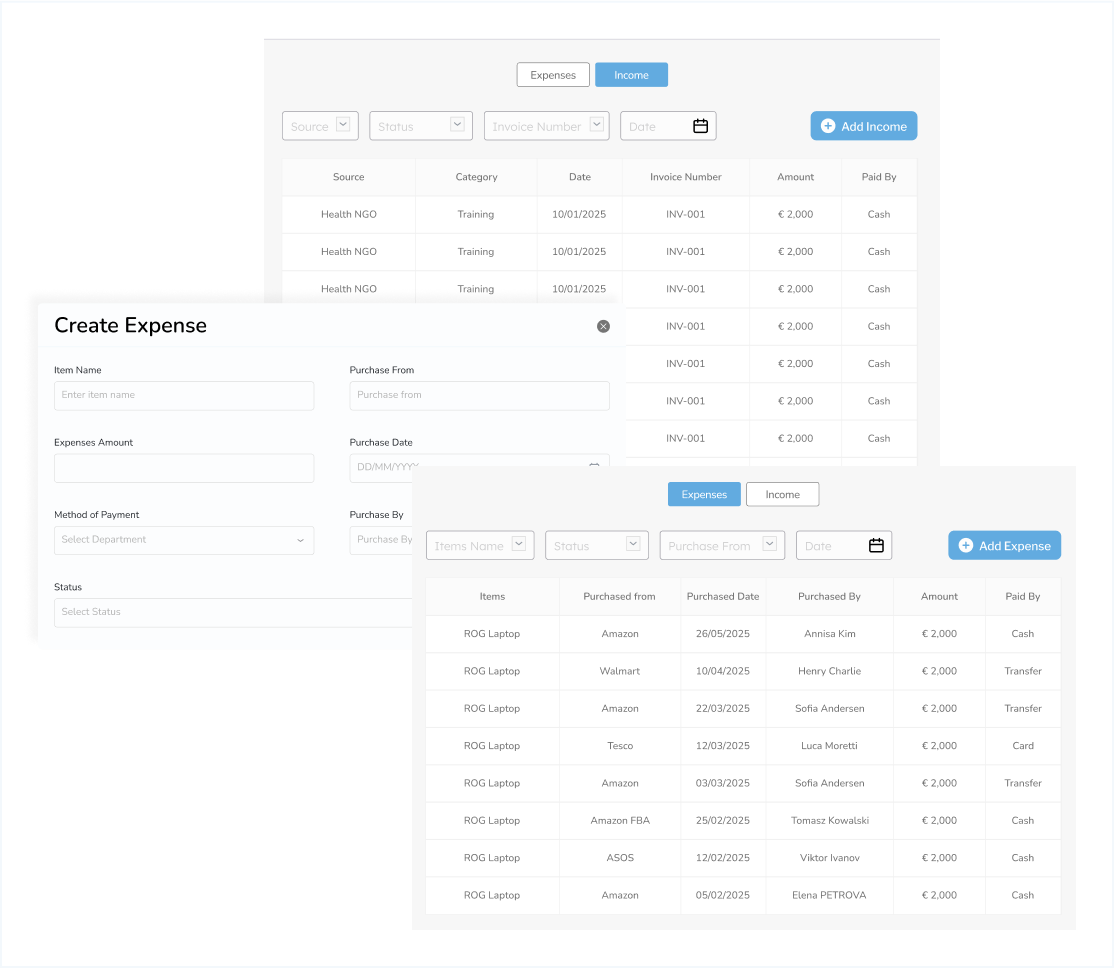 Expenses Income
Source Status Invoice Number Date Add Income
Source Category Date Invoice Number Amount Paid By
Health NGO Training 10/01/2025 INV-001 € 2,000 Cash
Health NGO Training 10/01/2025 INV-001 € 2,000 Cash
Health NGO Training 10/01/2025 INV-001 € 2,000 Cash
INV-001 € 2,000 Cash
INV-001 € 2,000 Cash
INV-001 € 2,000 Cash
INV-001 € 2,000 Cash
Create Expense
Item Name Purchase From
Enter item name Purchase from
Expenses Amount Purchase Date
DD/MM/YYYY
Method of Payment Purchase By
Select Department Purchase By
Status
Select Status
Expenses Income
Items Name Status Purchase From Date Add Expense
Items Purchased from Purchased Date Purchased By Amount Paid By
ROG Laptop Amazon 26/05/2025 Annisa Kim € 2,000 Cash
ROG Laptop Walmart 10/04/2025 Henry Charlie € 2,000 Transfer
ROG Laptop Amazon 22/03/2025 Sofia Andersen € 2,000 Transfer
ROG Laptop Tesco 12/03/2025 Luca Moretti € 2,000 Card
ROG Laptop Amazon 03/03/2025 Sofia Andersen € 2,000 Transfer
ROG Laptop Amazon FBA 25/02/2025 Tomasz Kowalski € 2,000 Cash
ROG Laptop ASOS 12/02/2025 Viktor Ivanov € 2,000 Cash
ROG Laptop Amazon 05/02/2025 Elena PETROVA € 2,000 Cash